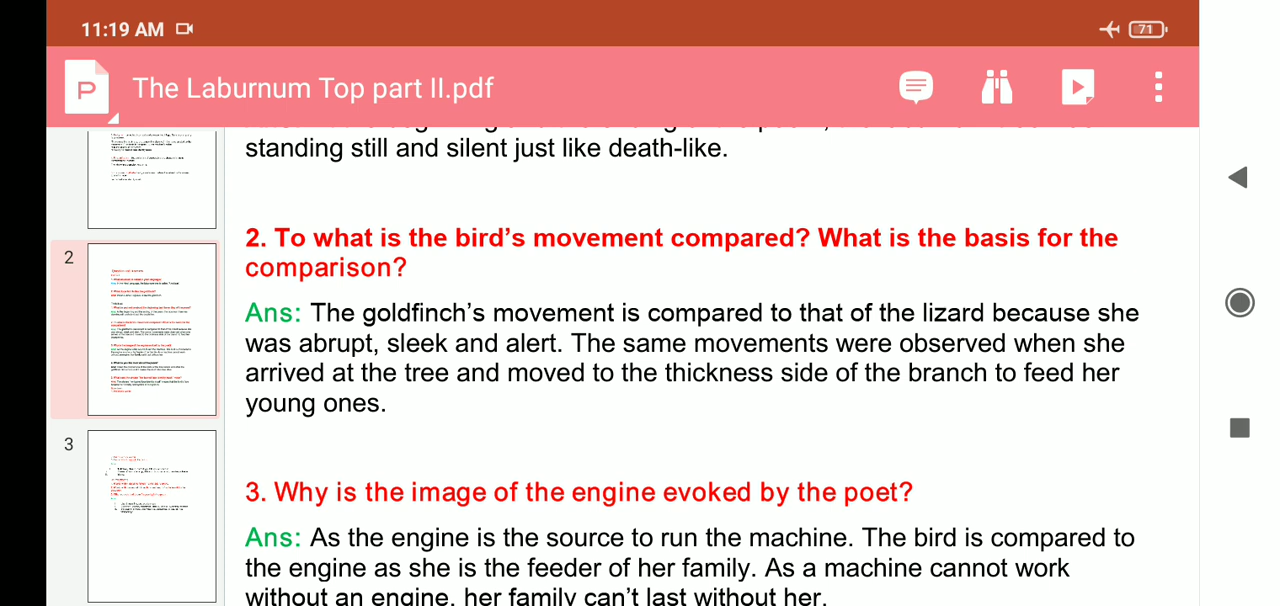 11:19 AM
71
P
The Laburnum Top part II.pdf
standing still and silent just like death-like.
2. To what is the bird’s movement compared? What is the basis for the
comparison?
Ans: The goldfinch’s movement is compared to that of the lizard because she
was abrupt, sleek and alert. The same movements were observed when she
arrived at the tree and moved to the thickness side of the branch to feed her
young ones.
3. Why is the image of the engine evoked by the poet?
Ans: As the engine is the source to run the machine. The bird is compared to
the engine as she is the feeder of her family. As a machine cannot work
without an engine, her family can’t last without her.
2
3